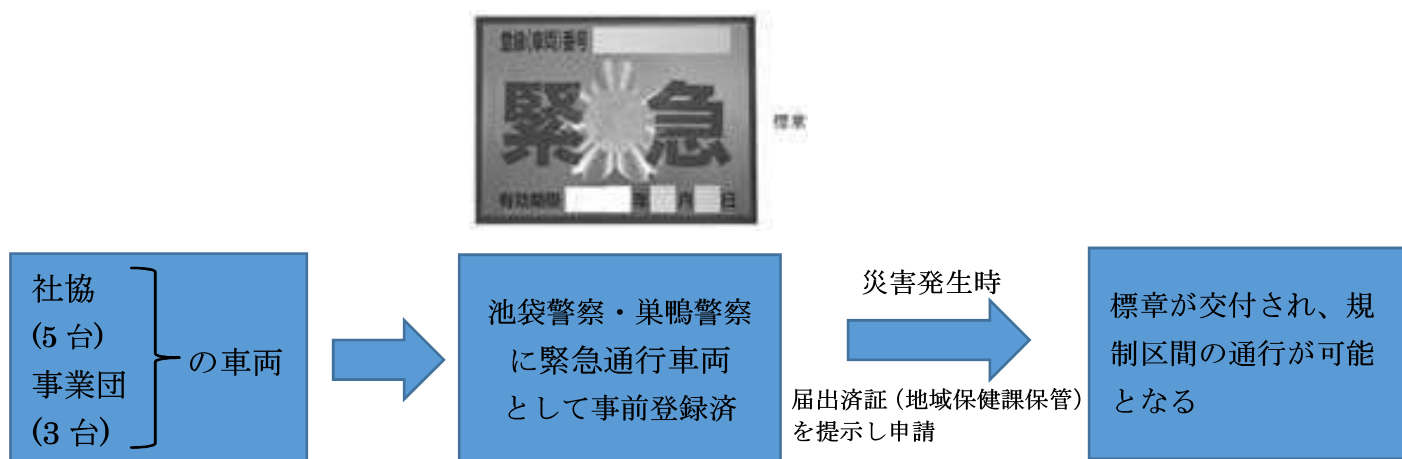 登録(車両)番号
緊急
標章
有効期限 年 月 日
社協
(5 台)
事業団
(3 台)
の車両
池袋警察・巣鴨警察
に緊急通行車両
として事前登録済
災害発生時
届出済証（地域保健課保管）
を提示し申請
標章が交付され、規
制区間の通行が可能
となる